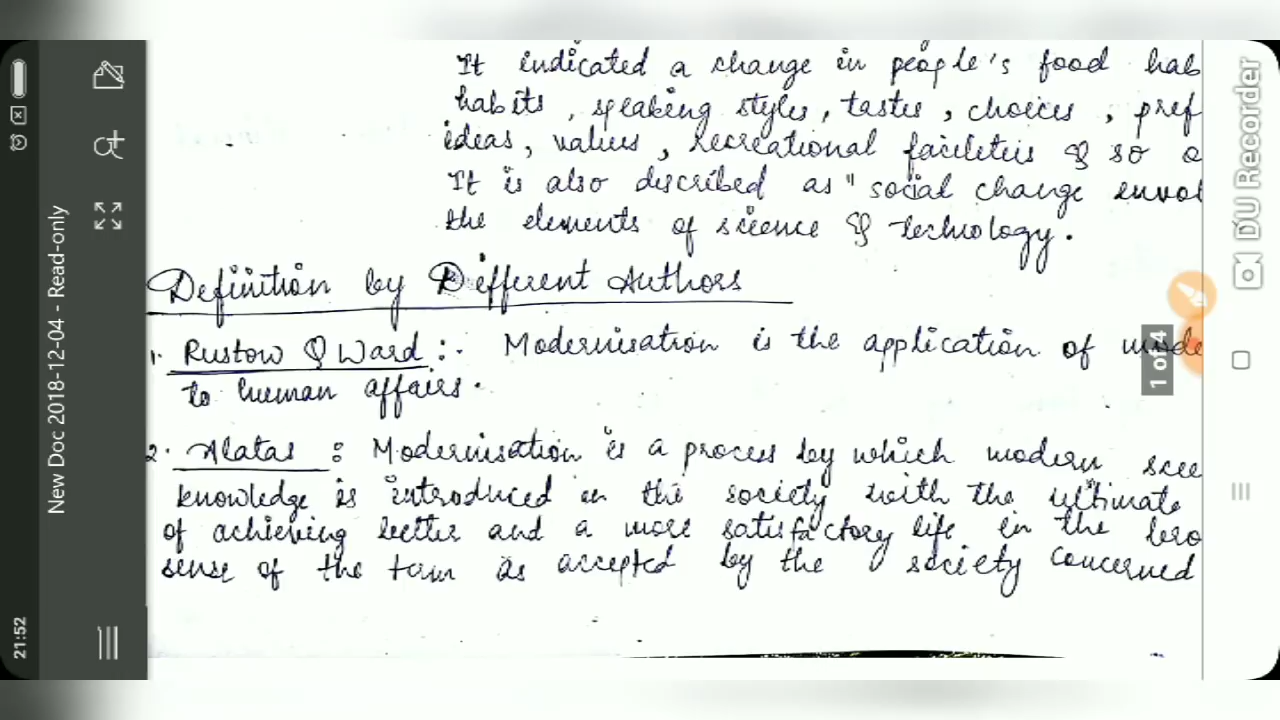 It indicated a change in people's food hab
habits, speaking styles, tastes, choices, pref
ideas, values, recreational facilities & so o
It is also described as "social change invol
the elements of science & technology.
Definition by Different Authors
1. Rustow & Ward :. Modernisation is the application of mode
to human affairs.
2. Alatas : Modernisation is a process by which modern scie
knowledge is introduced in the society with the ultimate
of achieving better and a more satisfactory life in the bro
sense of the term as accepted by the society concerned
New Doc 2018-12-04 - Read-only
21:52
1 of 4
DU Recorder